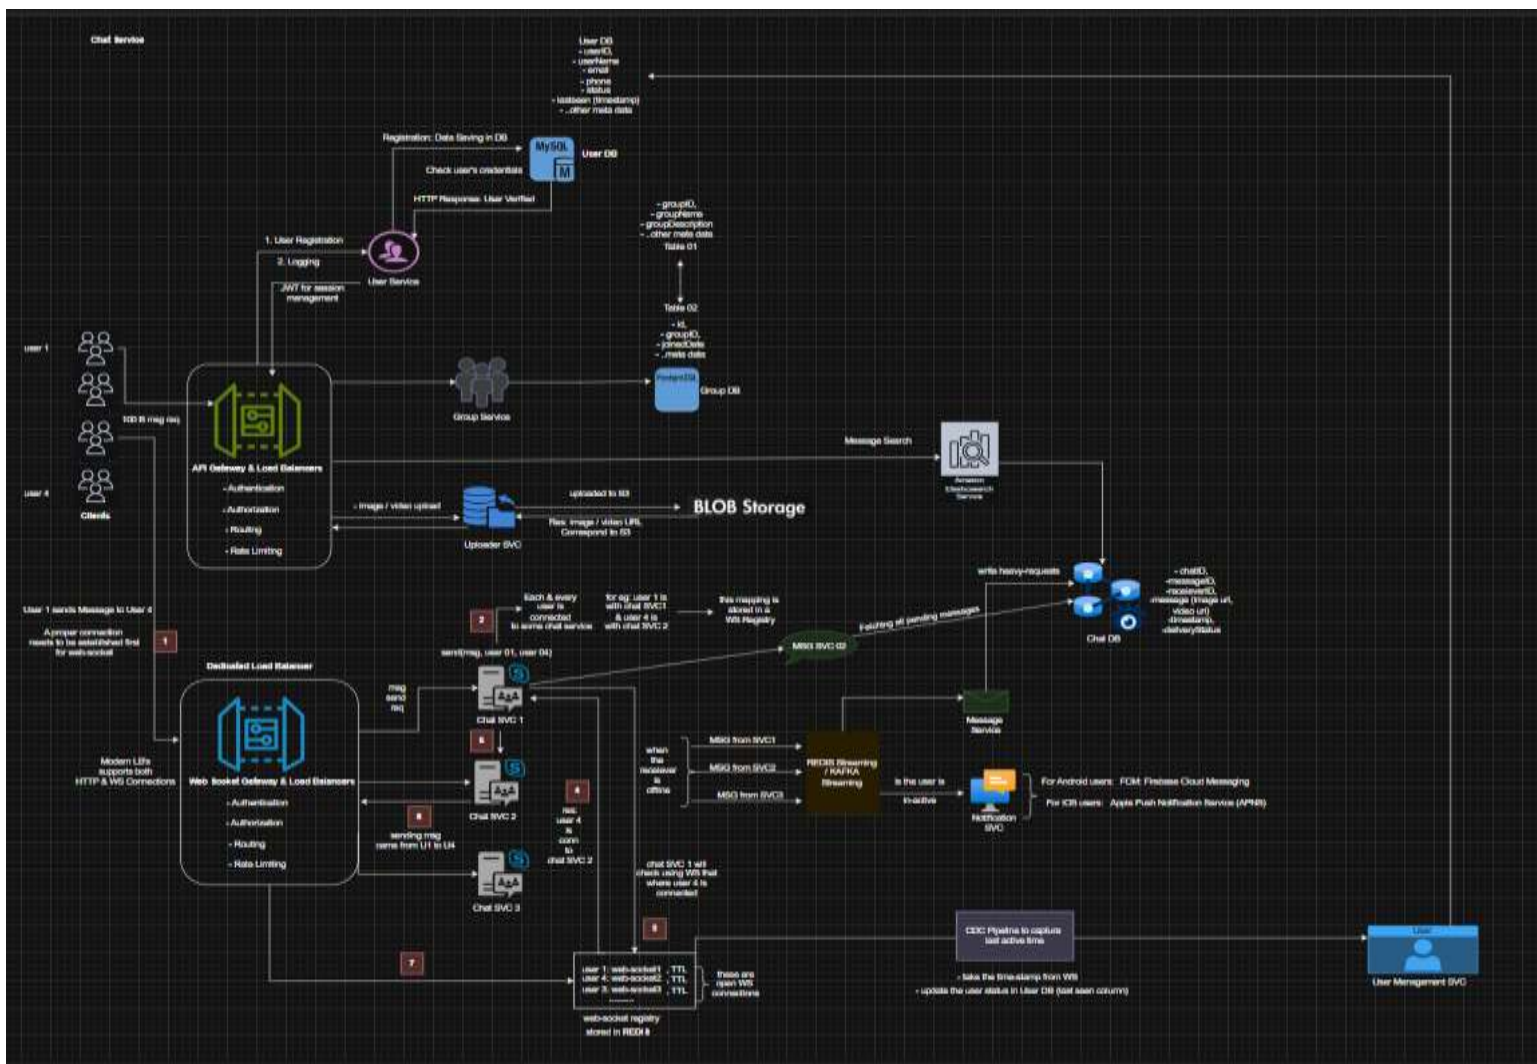 Chat Service
User DB
- userID,
- userName
- email
- phone
- status
- lastseen (timestamp)
- ..other meta data
Registration: Data Saving in DB
MySQL
M
User DB
Check user's credentials
HTTP Response: User Verified
1. User Registration
2. Logging
User Service
JWT for session
management
- groupID,
- groupName
- groupDescription
- ..other meta data
Table 01
Table 02
- id,
- groupID,
- joinedDate
- ..meta data
PostgreSQL
Group DB
Group Service
user 1
user 4
Clients
100 B msg req
API Gateway & Load Balancers
- Authentication
- Authorization
- Routing
- Rate Limiting
Message Search
Amazon
Elasticsearch
Service
- image / video upload
Uploader SVC
uploaded to S3
BLOB Storage
Res: image / video URL
Correspond to S3
write heavy-requests
- chatID,
-messageID,
-receiverID,
-message (image url,
video url)
-timestamp,
-deliveryStatus
Chat DB
User 1 sends Message to User 4
A proper connection
needs to be established first
for web-socket
1
2
Each & every
user is
connected
to some chat service
for eg: user 1 is
with chat SVC1
& user 4 is
with chat SVC 2
this mapping is
stored in a
WS Registry
send(msg, user 01, user 04)
Fetching all pending messages
MSG SVC 02
Dedicated Load Balancer
Modern LB's
supports both
HTTP & WS Connections
Web Socket Gateway & Load Balancers
- Authentication
- Authorization
- Routing
- Rate Limiting
msg
send
req
Chat SVC 1
5
Chat SVC 2
6
sending msg
came from U1 to U4
Chat SVC 3
4
res:
user 4
is
conn
to
chat SVC 2
chat SVC 1 will
check using WS that
where user 4 is
connected
3
when
the
receiver
is
offline
MSG from SVC1
MSG from SVC2
MSG from SVC3
REDIS Streaming
/ KAFKA
Streaming
Message
Service
is the user is
in-active
Notification
SVC
For Android users: FCM: Firebase Cloud Messaging
For iOS users: Apple Push Notification Service (APNS)
7
user 1: web-socket1 , TTL
user 4: web-socket2 , TTL
user 3: web-socket3 , TTL
these are
open WS
connections
web-socket registry
stored in REDIS
CDC Pipeline to capture
last active time
- take the time-stamp from WS
- update the user status in User DB (last seen column)
User
User Management SVC